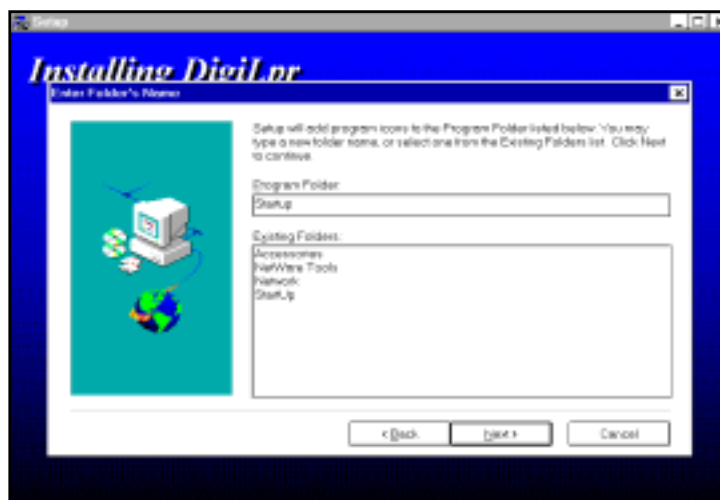 Setup
Installing DigiLpr
Enter Folder's Name
Setup will add program icons to the Program Folder listed below. You may
type a new folder name, or select one from the Existing Folders list. Click Next
to continue.
Program Folder:
Startup
Existing Folders:
Accessories
NetWare Tools
Network
StartUp
< Back
Next >
Cancel